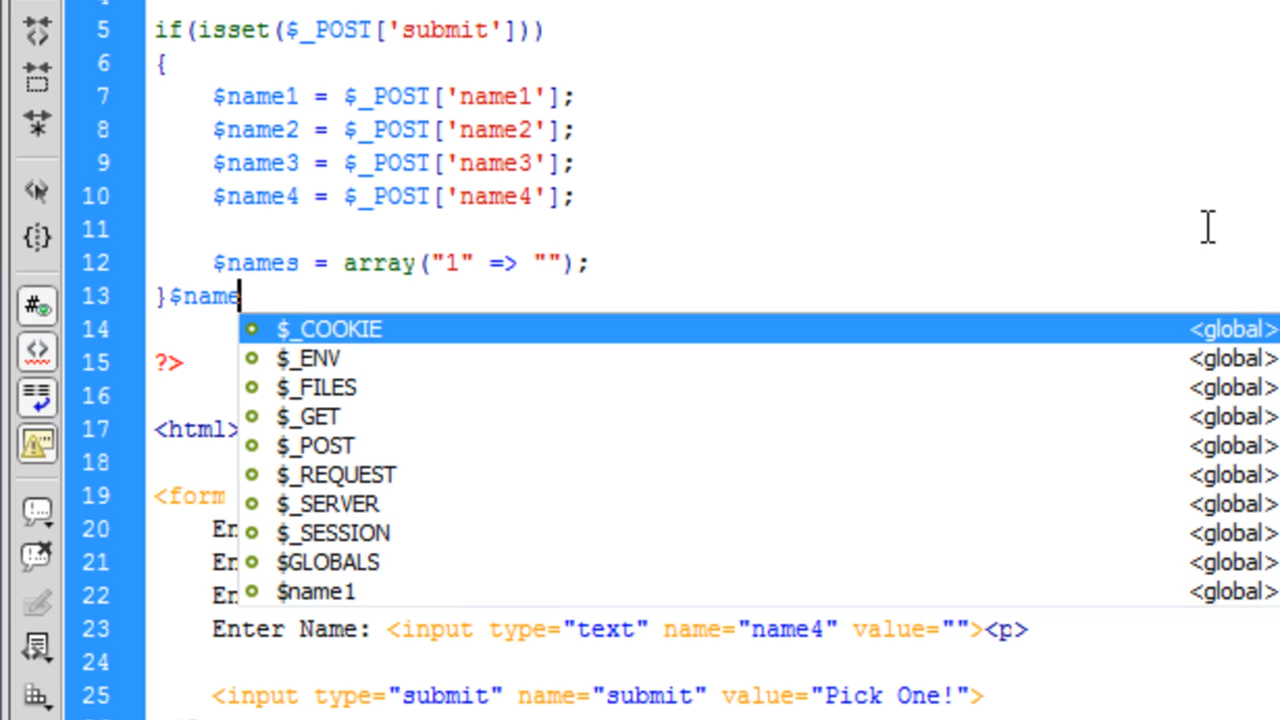 5 if(isset($_POST['submit']))
6 {
7 $name1 = $_POST['name1'];
8 $name2 = $_POST['name2'];
9 $name3 = $_POST['name3'];
10 $name4 = $_POST['name4'];
11
12 $names = array("1" => "");
13 }$name
14 $_COOKIE <global>
$_ENV <global>
15 ?> $_FILES <global>
16 $_GET <global>
17 <html> $_POST <global>
18 $_REQUEST <global>
19 <form $_SERVER <global>
20 En $_SESSION <global>
21 En $GLOBALS <global>
22 En $name1 <global>
23 Enter Name: <input type="text" name="name4" value=""><p>
24
25 <input type="submit" name="submit" value="Pick One!">